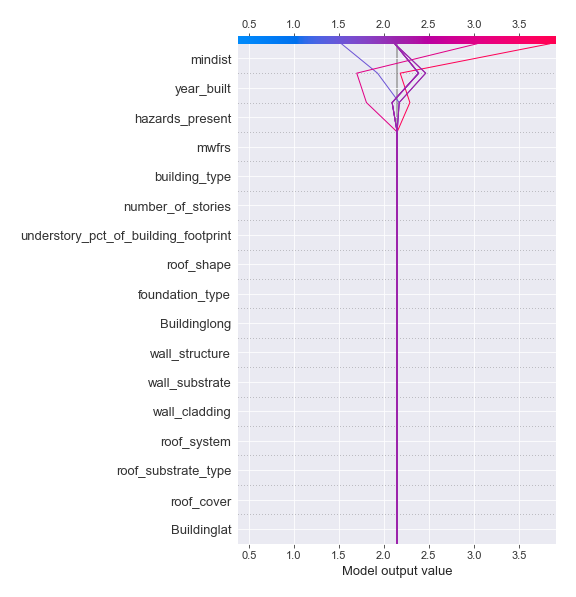 0.5 1.0 1.5 2.0 2.5 3.0 3.5
mindist
year_built
hazards_present
mwfrs
building_type
number_of_stories
understory_pct_of_building_footprint
roof_shape
foundation_type
Buildinglong
wall_structure
wall_substrate
wall_cladding
roof_system
roof_substrate_type
roof_cover
Buildinglat
0.5 1.0 1.5 2.0 2.5 3.0 3.5
Model output value